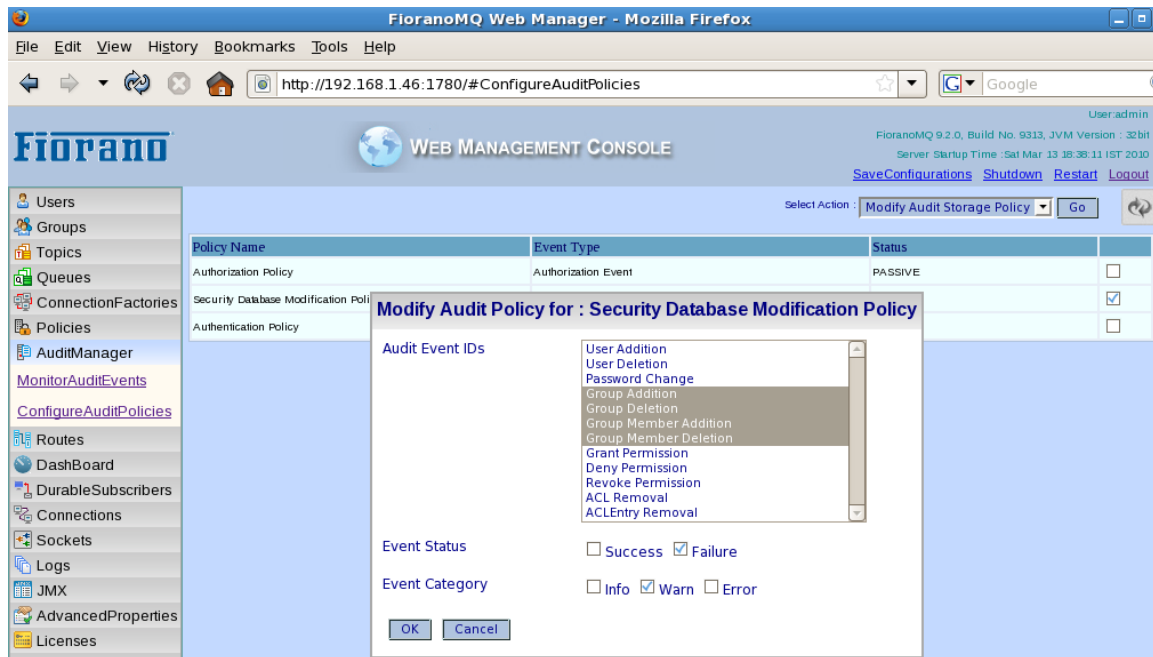 FioranoMQ Web Manager - Mozilla Firefox
File Edit View History Bookmarks Tools Help
http://192.168.1.46:1780/#ConfigureAuditPolicies
G Google
User:admin
Fiorano
WEB MANAGEMENT CONSOLE
FioranoMQ 9.2.0, Build No. 9313, JVM Version : 32bit
Server Startup Time :Sat Mar 13 18:38:11 IST 2010
SaveConfigurations Shutdown Restart Logout
Select Action : Modify Audit Storage Policy Go
Users
Groups
Topics
Queues
ConnectionFactories
Policies
AuditManager
MonitorAuditEvents
ConfigureAuditPolicies
Routes
DashBoard
DurableSubscribers
Connections
Sockets
Logs
JMX
AdvancedProperties
Licenses
Policy Name Event Type Status
Authorization Policy Authorization Event PASSIVE
Security Database Modification Poli
Authentication Policy
Modify Audit Policy for : Security Database Modification Policy
Audit Event IDs
User Addition
User Deletion
Password Change
Group Addition
Group Deletion
Group Member Addition
Group Member Deletion
Grant Permission
Deny Permission
Revoke Permission
ACL Removal
ACLEntry Removal
Event Status Success Failure
Event Category Info Warn Error
OK Cancel